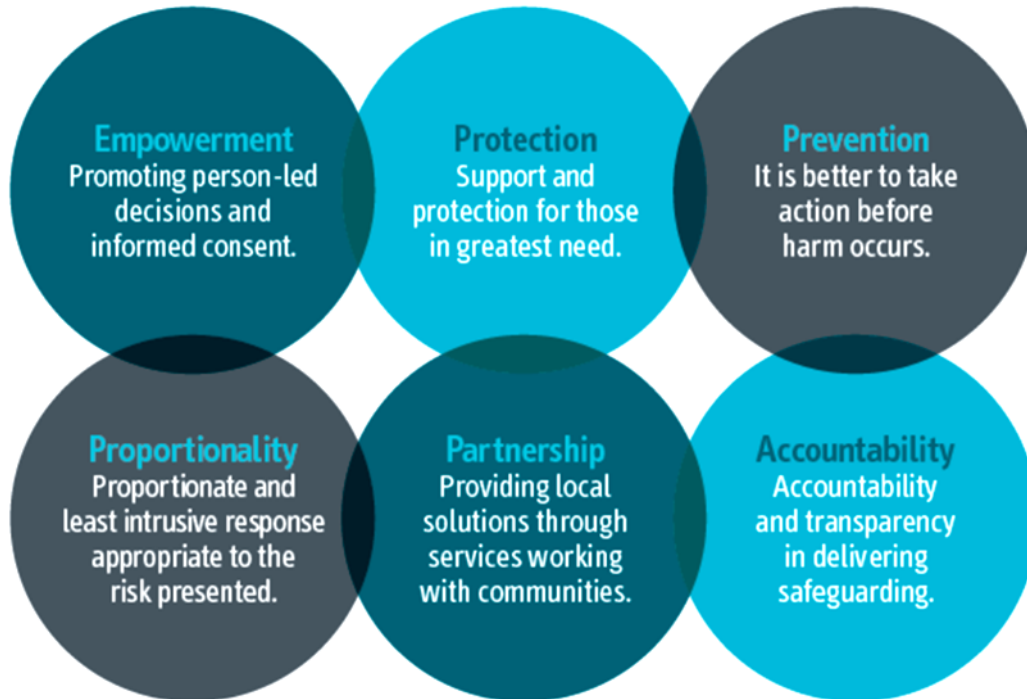 Empowerment
Promoting person-led
decisions and
informed consent.
Protection
Support and
protection for those
in greatest need.
Prevention
It is better to take
action before
harm occurs.
Proportionality
Proportionate and
least intrusive response
appropriate to the
risk presented.
Partnership
Providing local
solutions through
services working
with communities.
Accountability
Accountability
and transparency
in delivering
safeguarding.